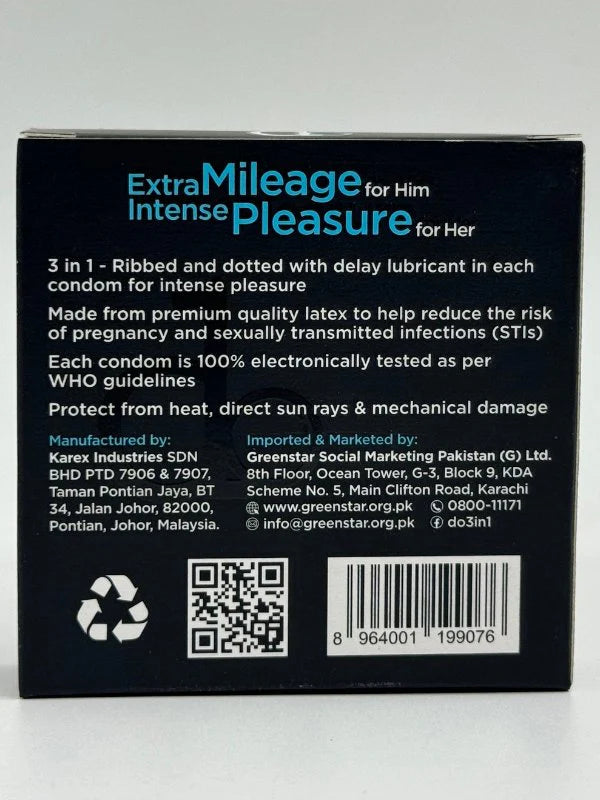 Extra Mileage for Him
Intense Pleasure for Her
3 in 1 - Ribbed and dotted with delay lubricant in each
condom for intense pleasure
Made from premium quality latex to help reduce the risk
of pregnancy and sexually transmitted infections (STIs)
Each condom is 100% electronically tested as per
WHO guidelines
Protect from heat, direct sun rays & mechanical damage
Manufactured by:
Karex Industries SDN
BHD PTD 7906 & 7907,
Taman Pontian Jaya, BT
34, Jalan Johor, 82000,
Pontian, Johor, Malaysia.
Imported & Marketed by:
Greenstar Social Marketing Pakistan (G) Ltd.
8th Floor, Ocean Tower, G-3, Block 9, KDA
Scheme No. 5, Main Clifton Road, Karachi
www.greenstar.org.pk 0800-11171
info@greenstar.org.pk do3in1
8 964001 199076